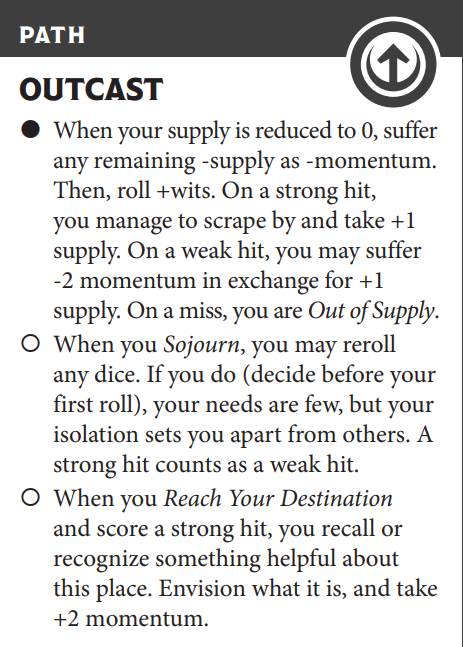 PATH
OUTCAST
When your supply is reduced to 0, suffer
any remaining -supply as -momentum.
Then, roll +wits. On a strong hit,
you manage to scrape by and take +1
supply. On a weak hit, you may suffer
-2 momentum in exchange for +1
supply. On a miss, you are Out of Supply.
When you Sojourn, you may reroll
any dice. If you do (decide before your
first roll), your needs are few, but your
isolation sets you apart from others. A
strong hit counts as a weak hit.
When you Reach Your Destination
and score a strong hit, you recall or
recognize something helpful about
this place. Envision what it is, and take
+2 momentum.